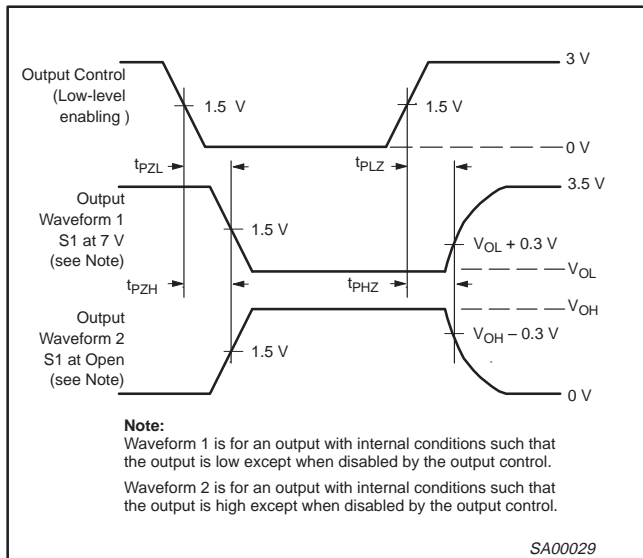 3 V
Output Control
(Low-level
enabling )
1.5 V
1.5 V
0 V
tPZL
tPLZ
3.5 V
Output
Waveform 1
S1 at 7 V
(see Note)
1.5 V
VOL + 0.3 V
VOL
tPZH
tPHZ
VOH
Output
Waveform 2
S1 at Open
(see Note)
1.5 V
VOH – 0.3 V
0 V
Note:
Waveform 1 is for an output with internal conditions such that
the output is low except when disabled by the output control.
Waveform 2 is for an output with internal conditions such that
the output is high except when disabled by the output control.
SA00029